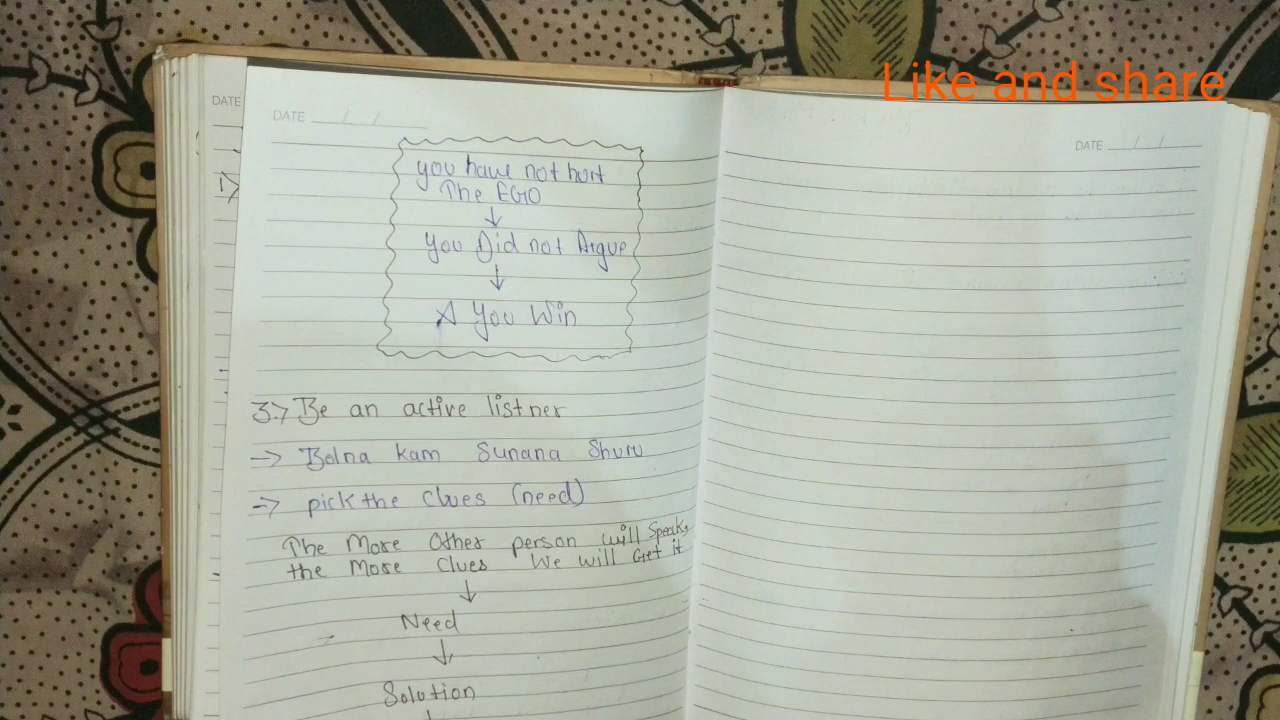 Like and share
DATE
DATE / /
DATE / /
1>
you have not hurt
The EGO
↓
you Did not Argue
↓
You Win
3.> Be an active listner
→ Bolna kam Sunana Shuru
→ pick the clues (need)
The More Other person will Speak,
the More Clues We will Get it
↓
Need
↓
Solution